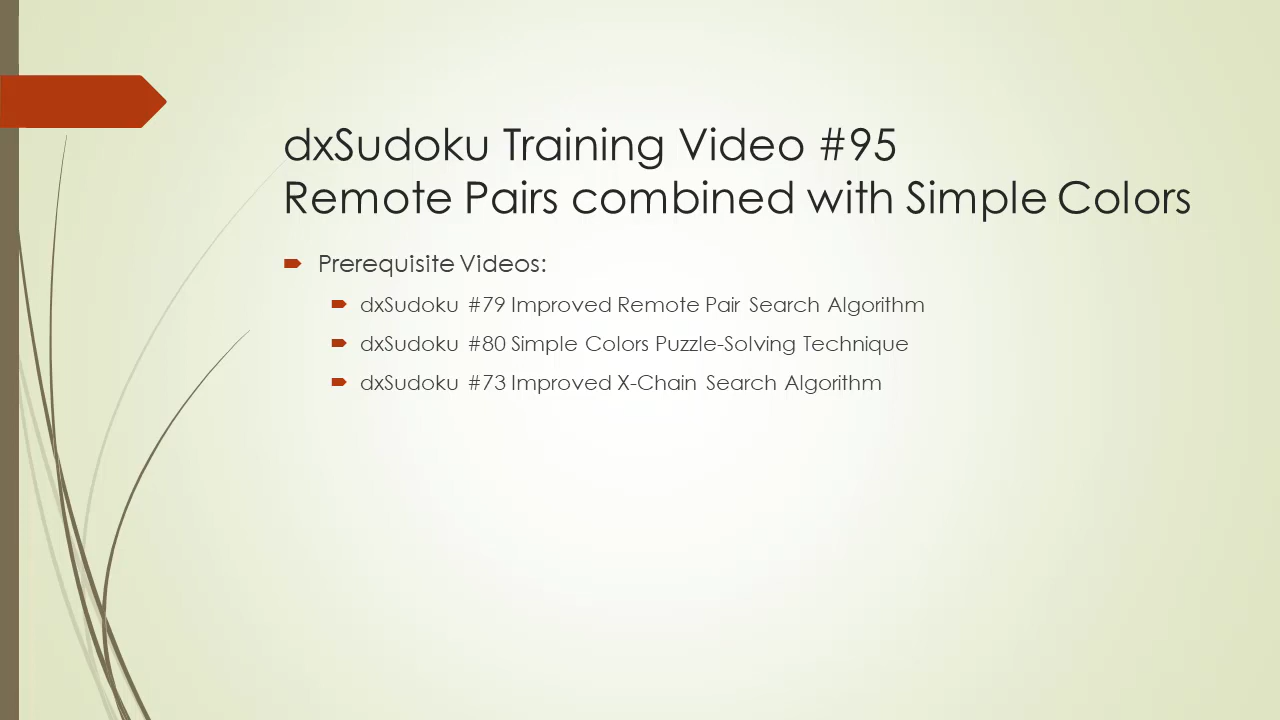 dxSudoku Training Video #95
Remote Pairs combined with Simple Colors
Prerequisite Videos:
dxSudoku #79 Improved Remote Pair Search Algorithm
dxSudoku #80 Simple Colors Puzzle-Solving Technique
dxSudoku #73 Improved X-Chain Search Algorithm